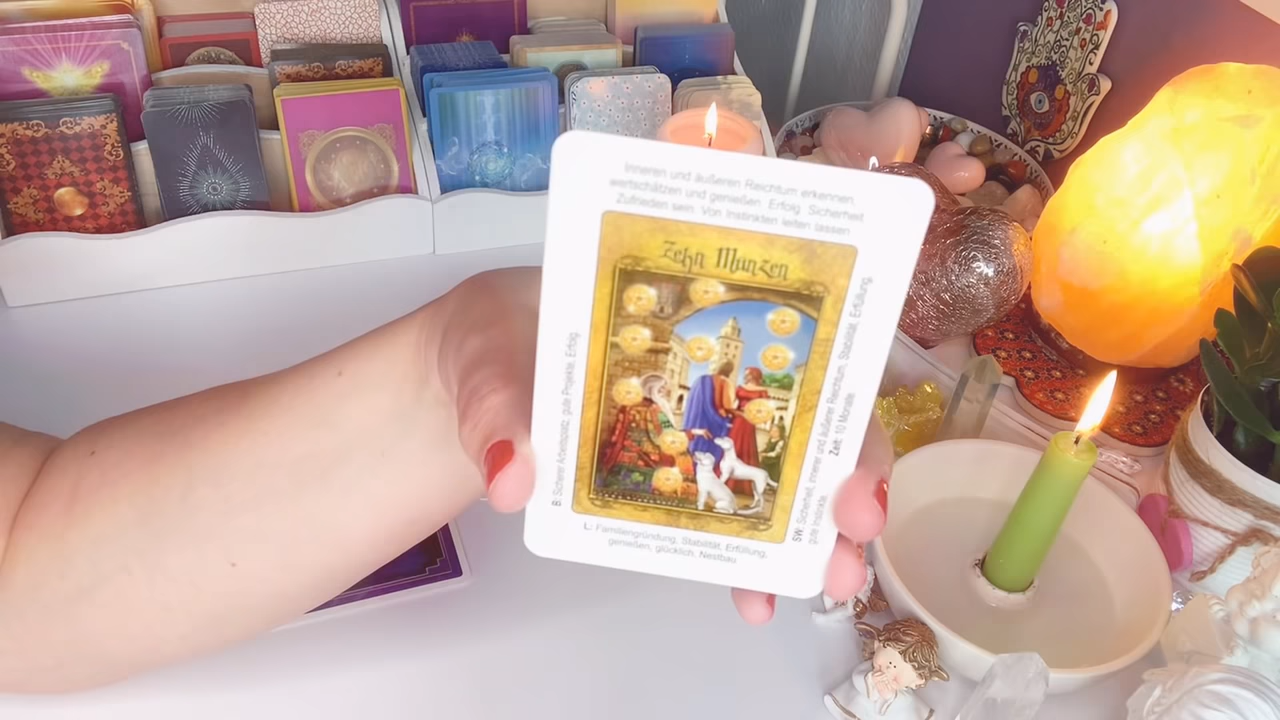 Inneren und äußeren Reichtum erkennen,
wertschätzen und genießen. Erfolg. Sicherheit.
Zufrieden sein. Von Instinkten leiten lassen
Zehn Münzen
B: Sicherer Arbeitsplatz, gute Projekte, Erfolg.
SW: Sicherheit, innerer und äußerer Reichtum, Stabilität, Erfüllung,
gute Instinkte.
Zeit: 10 Monate.
L: Familiengründung, Stabilität, Erfüllung,
genießen, glücklich, Nestbau.